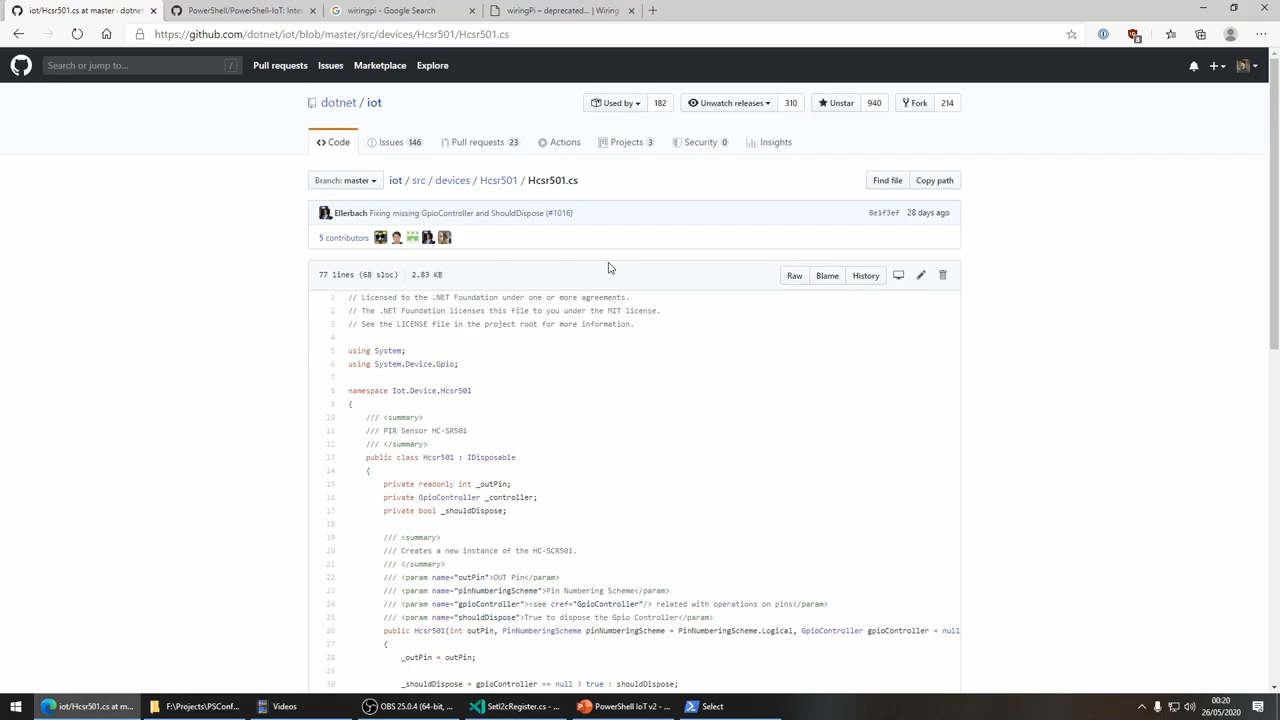 iot/Hcsr501.cs at master · dotnet
PowerShell/PowerShell-IoT: Inter
wiringpi - Google Search
wiringPi – deprecated... | Wiring
https://github.com/dotnet/iot/blob/master/src/devices/Hcsr501/Hcsr501.cs
Search or jump to...
/
Pull requests
Issues
Marketplace
Explore
dotnet / iot
Used by
182
Unwatch releases
310
Unstar
940
Fork
214
Code
Issues 146
Pull requests 23
Actions
Projects 3
Security 0
Insights
Branch: master
iot / src / devices / Hcsr501 / Hcsr501.cs
Find file
Copy path
Ellerbach Fixing missing GpioController and ShouldDispose (#1016)
8e1f3ef 28 days ago
5 contributors
77 lines (68 sloc) 2.83 KB
Raw
Blame
History
1 // Licensed to the .NET Foundation under one or more agreements.
2 // The .NET Foundation licenses this file to you under the MIT license.
3 // See the LICENSE file in the project root for more information.
4
5 using System;
6 using System.Device.Gpio;
7
8 namespace Iot.Device.Hcsr501
9 {
10 /// <summary>
11 /// PIR Sensor HC-SR501
12 /// </summary>
13 public class Hcsr501 : IDisposable
14 {
15 private readonly int _outPin;
16 private GpioController _controller;
17 private bool _shouldDispose;
18
19 /// <summary>
20 /// Creates a new instance of the HC-SCR501.
21 /// </summary>
22 /// <param name="outPin">OUT Pin</param>
23 /// <param name="pinNumberingScheme">Pin Numbering Scheme</param>
24 /// <param name="gpioController"><see cref="GpioController"/> related with operations on pins</param>
25 /// <param name="shouldDispose">True to dispose the Gpio Controller</param>
26 public Hcsr501(int outPin, PinNumberingScheme pinNumberingScheme = PinNumberingScheme.Logical, GpioController gpioController = null
27 {
28 _outPin = outPin;
29
30 _shouldDispose = gpioController == null ? true : shouldDispose;
iot/Hcsr501.cs at m...
F:\Projects\PSConf...
Videos
OBS 25.0.4 (64-bit, ...
SetI2cRegister.cs - ...
PowerShell IoT v2 - ...
Select
00:20
26/05/2020